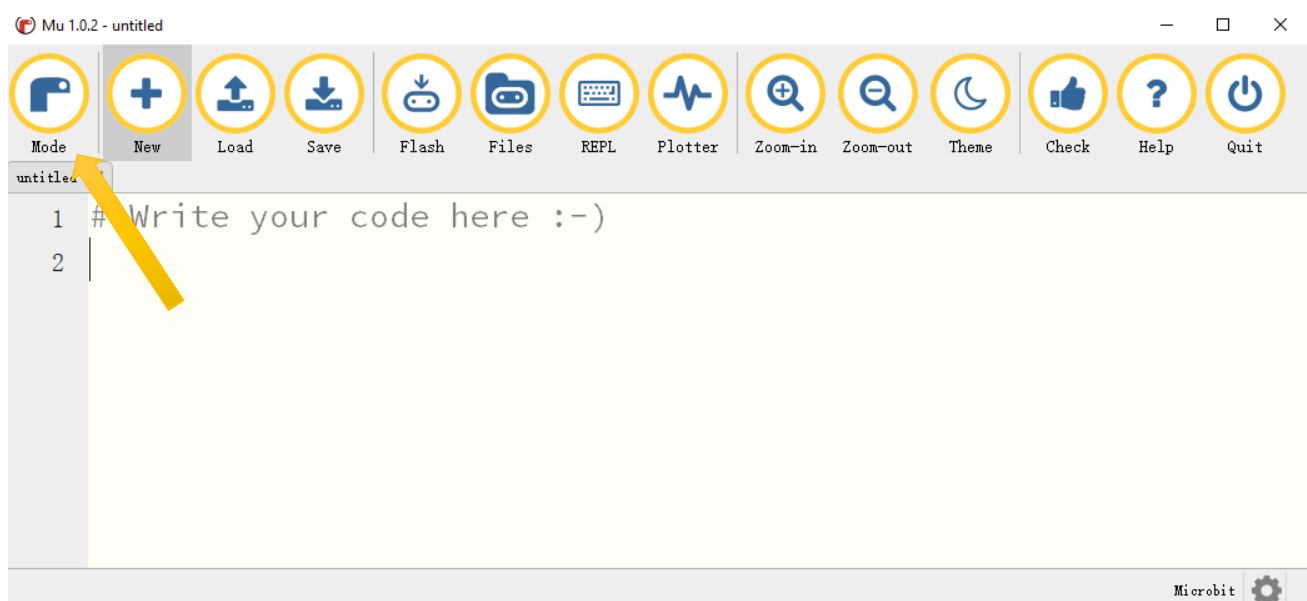 Mu 1.0.2 - untitled
Mode New Load Save Flash Files REPL Plotter Zoom-in Zoom-out Theme Check Help Quit
untitled
1 # Write your code here :-)
2
Microbit